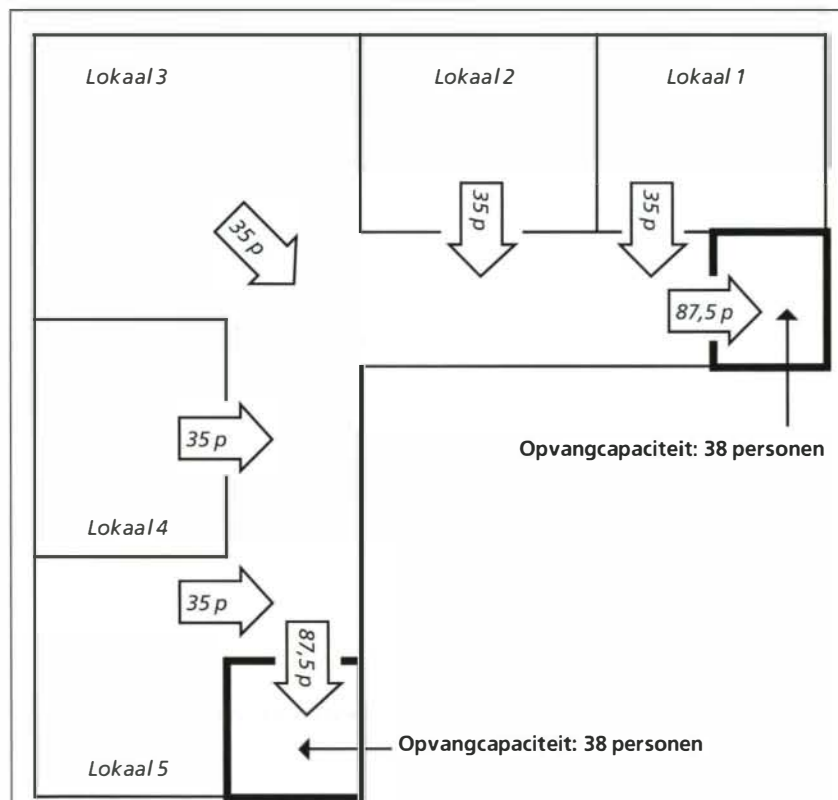 Lokaal 3
Lokaal 2
Lokaal 1
35 p
35 p
35 p
87,5 p
Opvangcapaciteit: 38 personen
35 p
Lokaal 4
35 p
87,5 p
Opvangcapaciteit: 38 personen
Lokaal 5